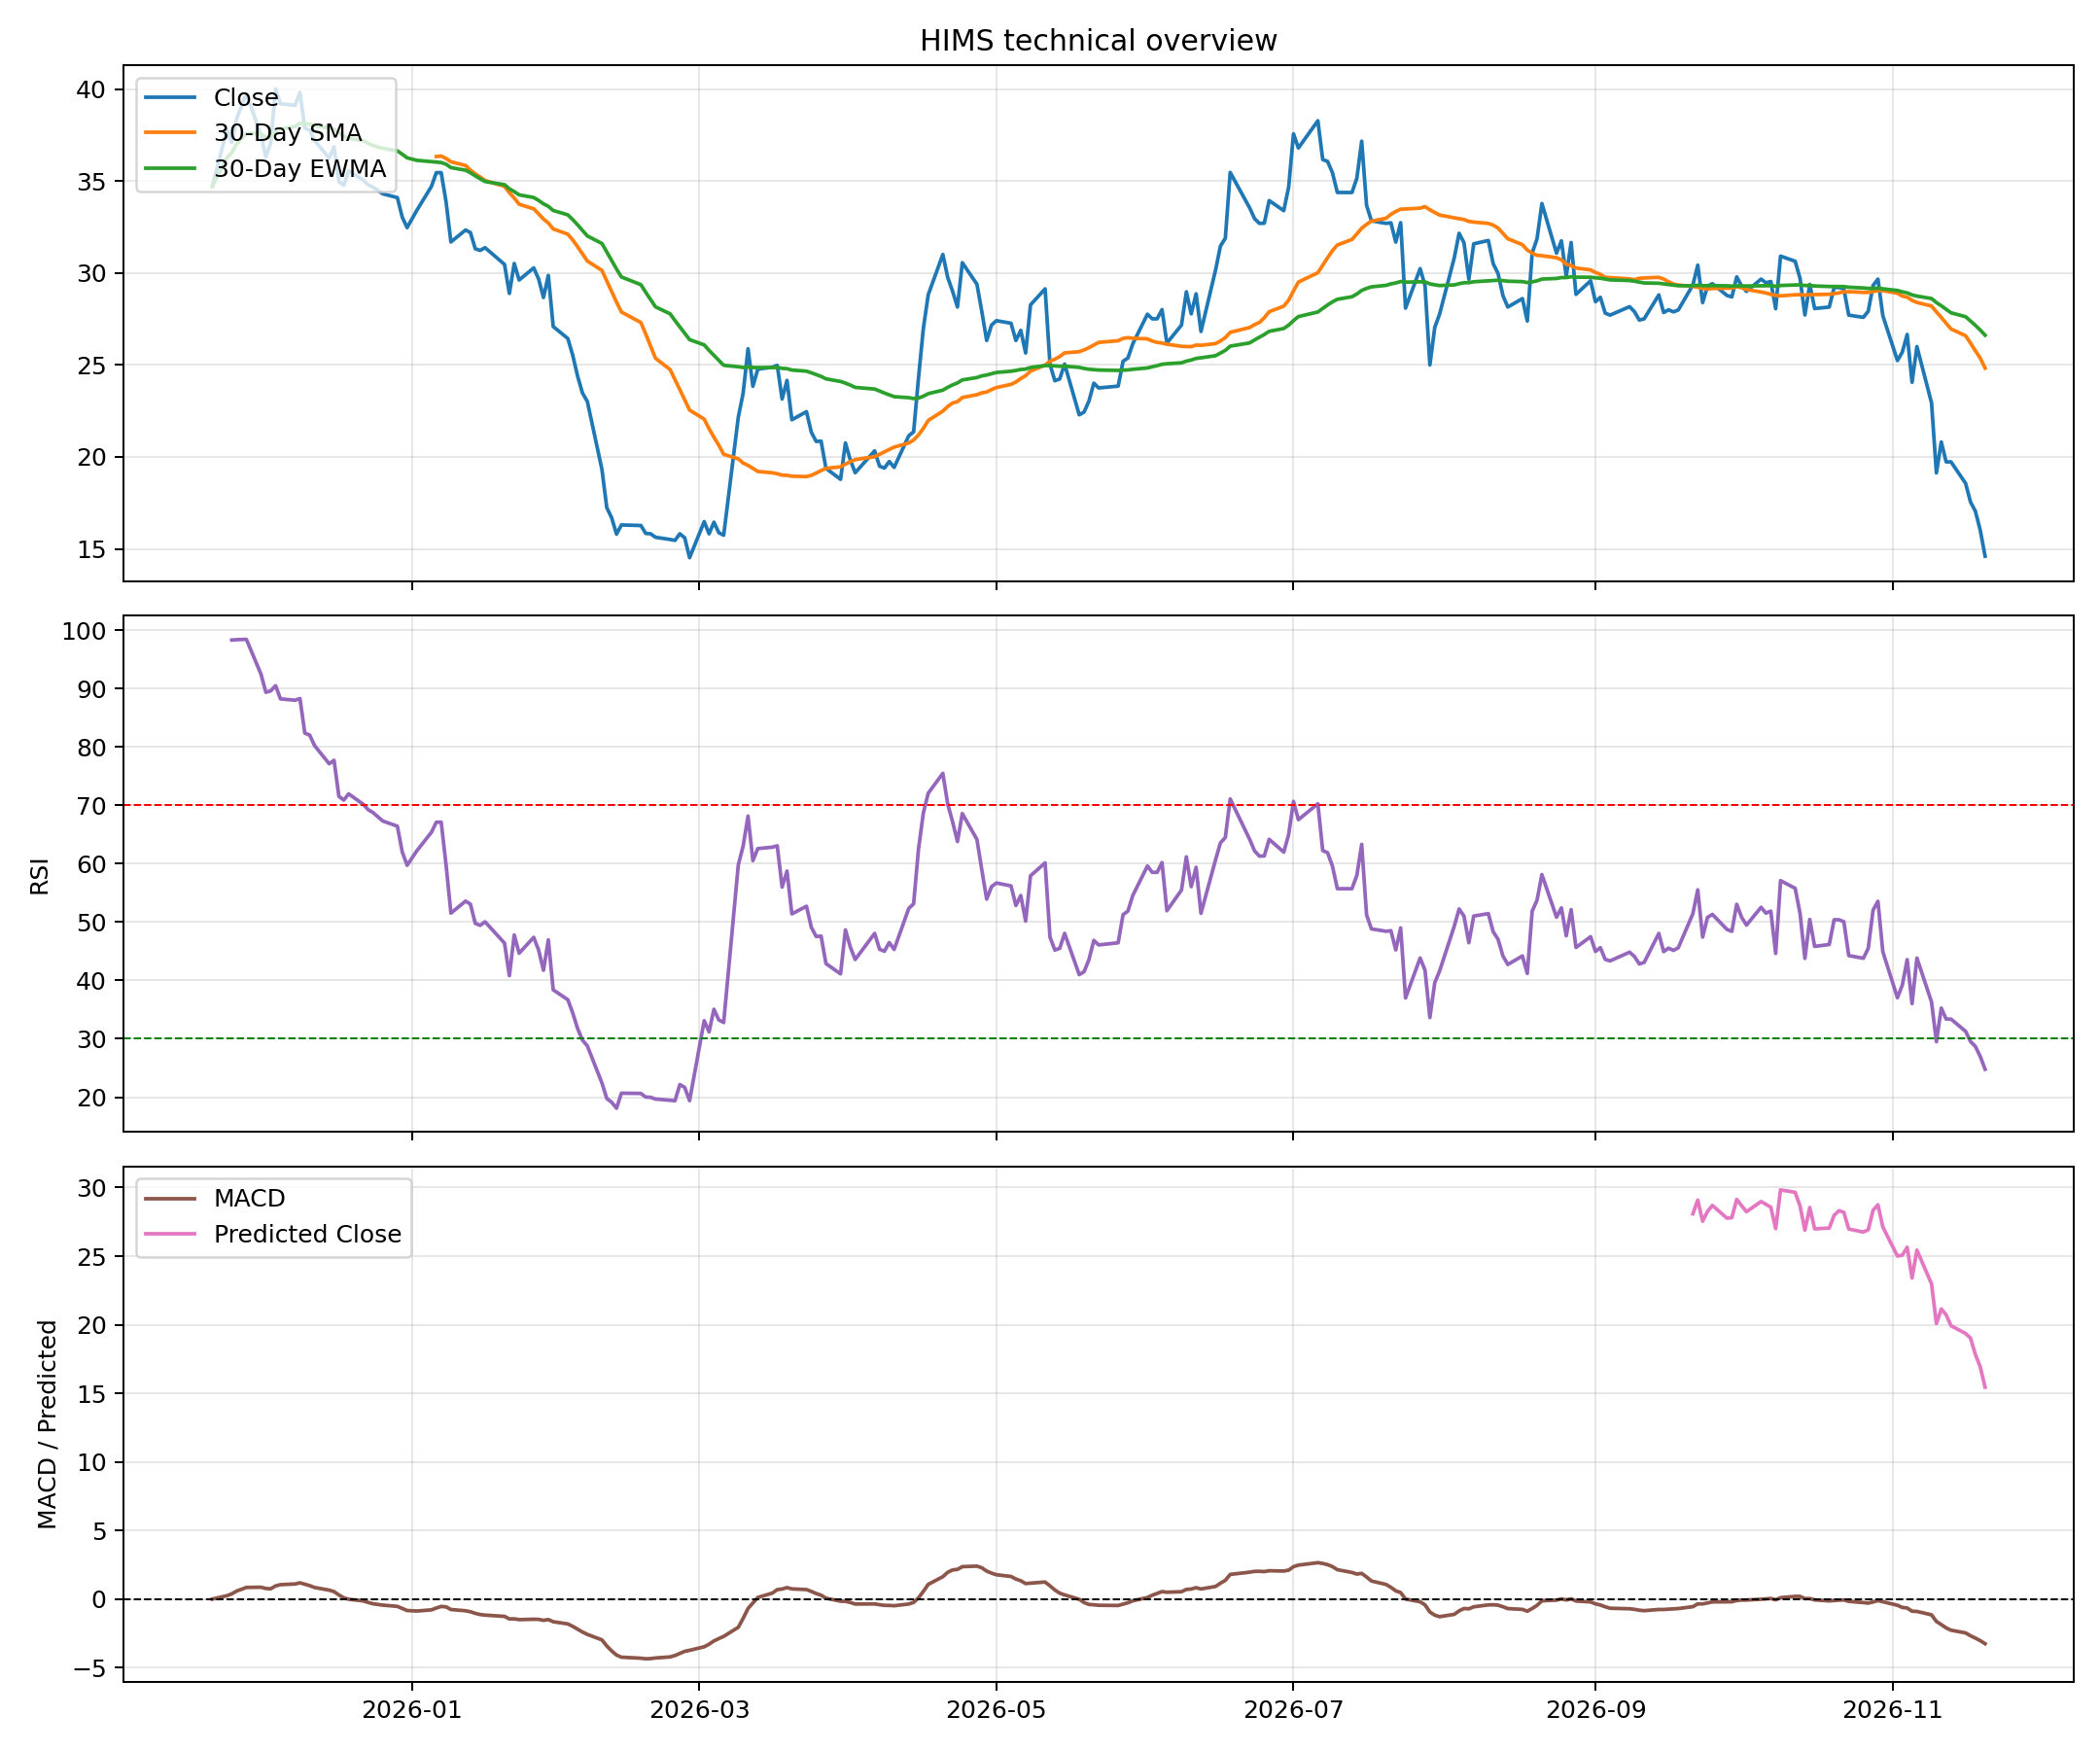 HIMS technical overview
Close
30-Day SMA
30-Day EWMA
40
35
30
25
20
15
RSI
100
90
80
70
60
50
40
30
20
MACD
Predicted Close
MACD / Predicted
30
25
20
15
10
5
0
−5
2026-01 2026-03 2026-05 2026-07 2026-09 2026-11